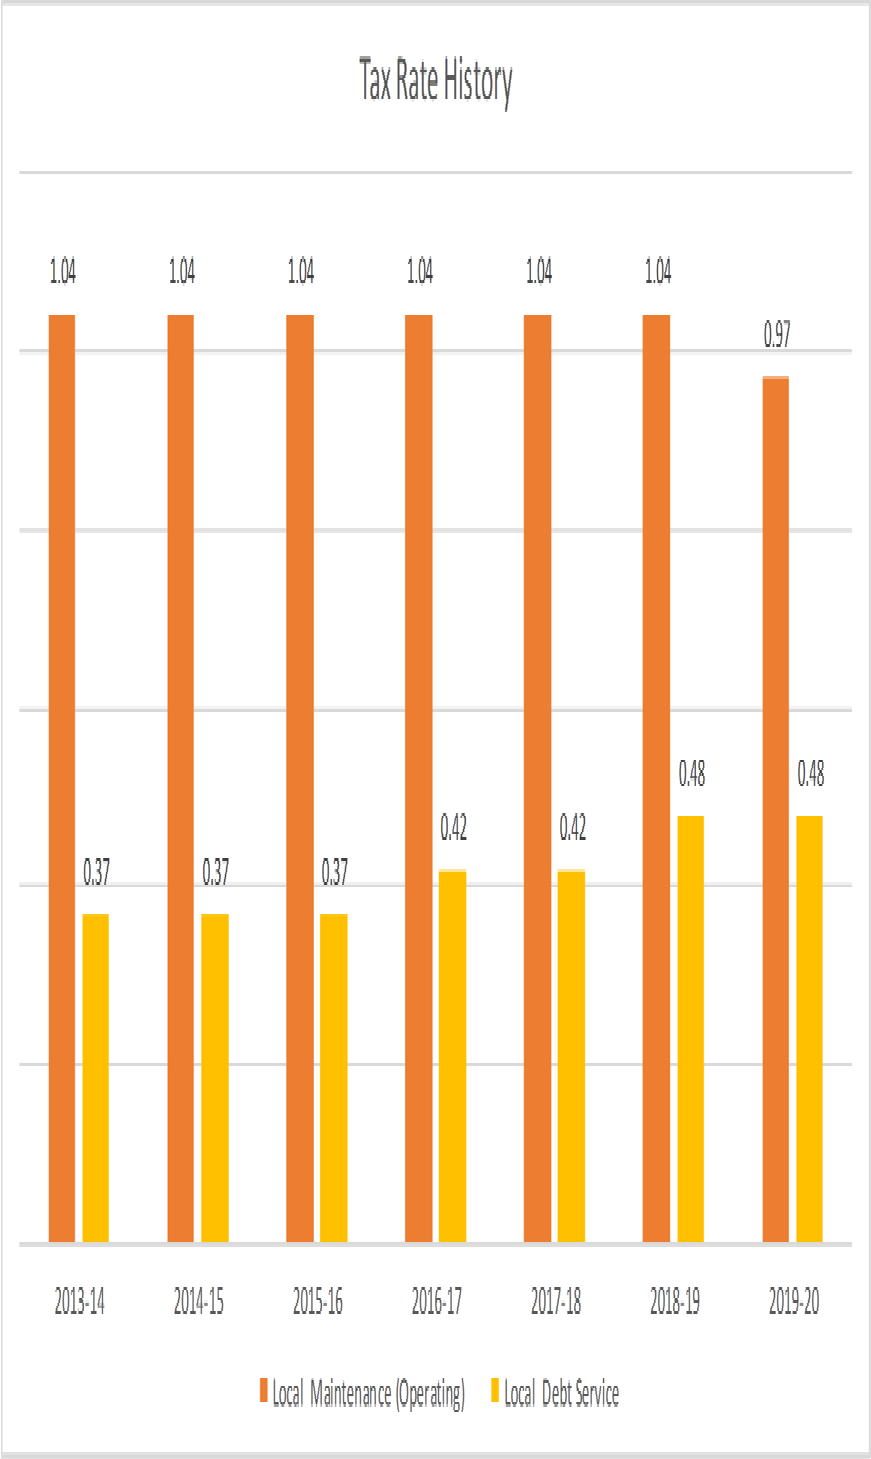 Tax Rate History
1.04 1.04 1.04 1.04 1.04 1.04
0.97
0.48 0.48
0.42 0.42
0.37 0.37 0.37
2013-14 2014-15 2015-16 2016-17 2017-18 2018-19 2019-20
Local Maintenance (Operating) Local Debt Service